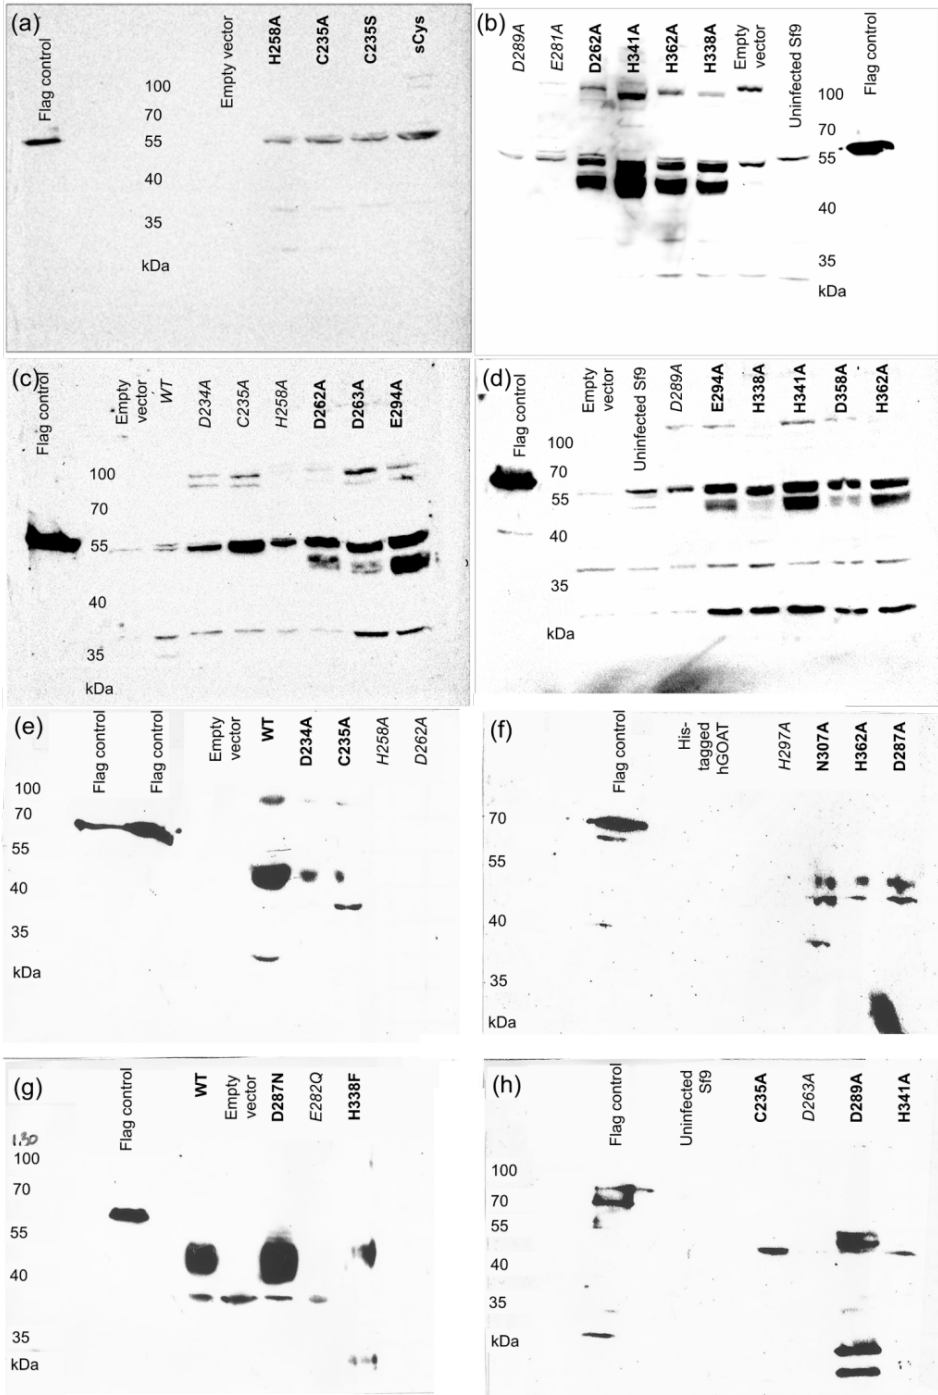 (a)
Flag control
Empty vector
H258A
C235A
C235S
sCys
100
70
55
40
35
kDa
(b)
D289A
E281A
D262A
H341A
H362A
H338A
Empty
vector
Uninfected Sf9
Flag control
100
70
55
40
35
kDa
(c)
Flag control
Empty
vector
WT
D234A
C235A
H258A
D262A
D263A
E294A
100
70
55
40
35
kDa
(d)
Flag control
Empty
vector
Uninfected Sf9
D289A
E294A
H338A
H341A
D358A
H362A
100
70
55
40
35
kDa
(e)
Flag control
Flag control
Empty
vector
WT
D234A
C235A
H258A
D262A
100
70
55
40
35
kDa
(f)
Flag control
His-
tagged
hGOAT
H297A
N307A
H362A
D287A
70
55
40
35
kDa
(g)
Flag control
WT
Empty
vector
D287N
E282Q
H338F
130
100
70
55
40
35
kDa
(h)
Flag control
Uninfected
Sf9
C235A
D263A
D289A
H341A
100
70
55
40
35
kDa